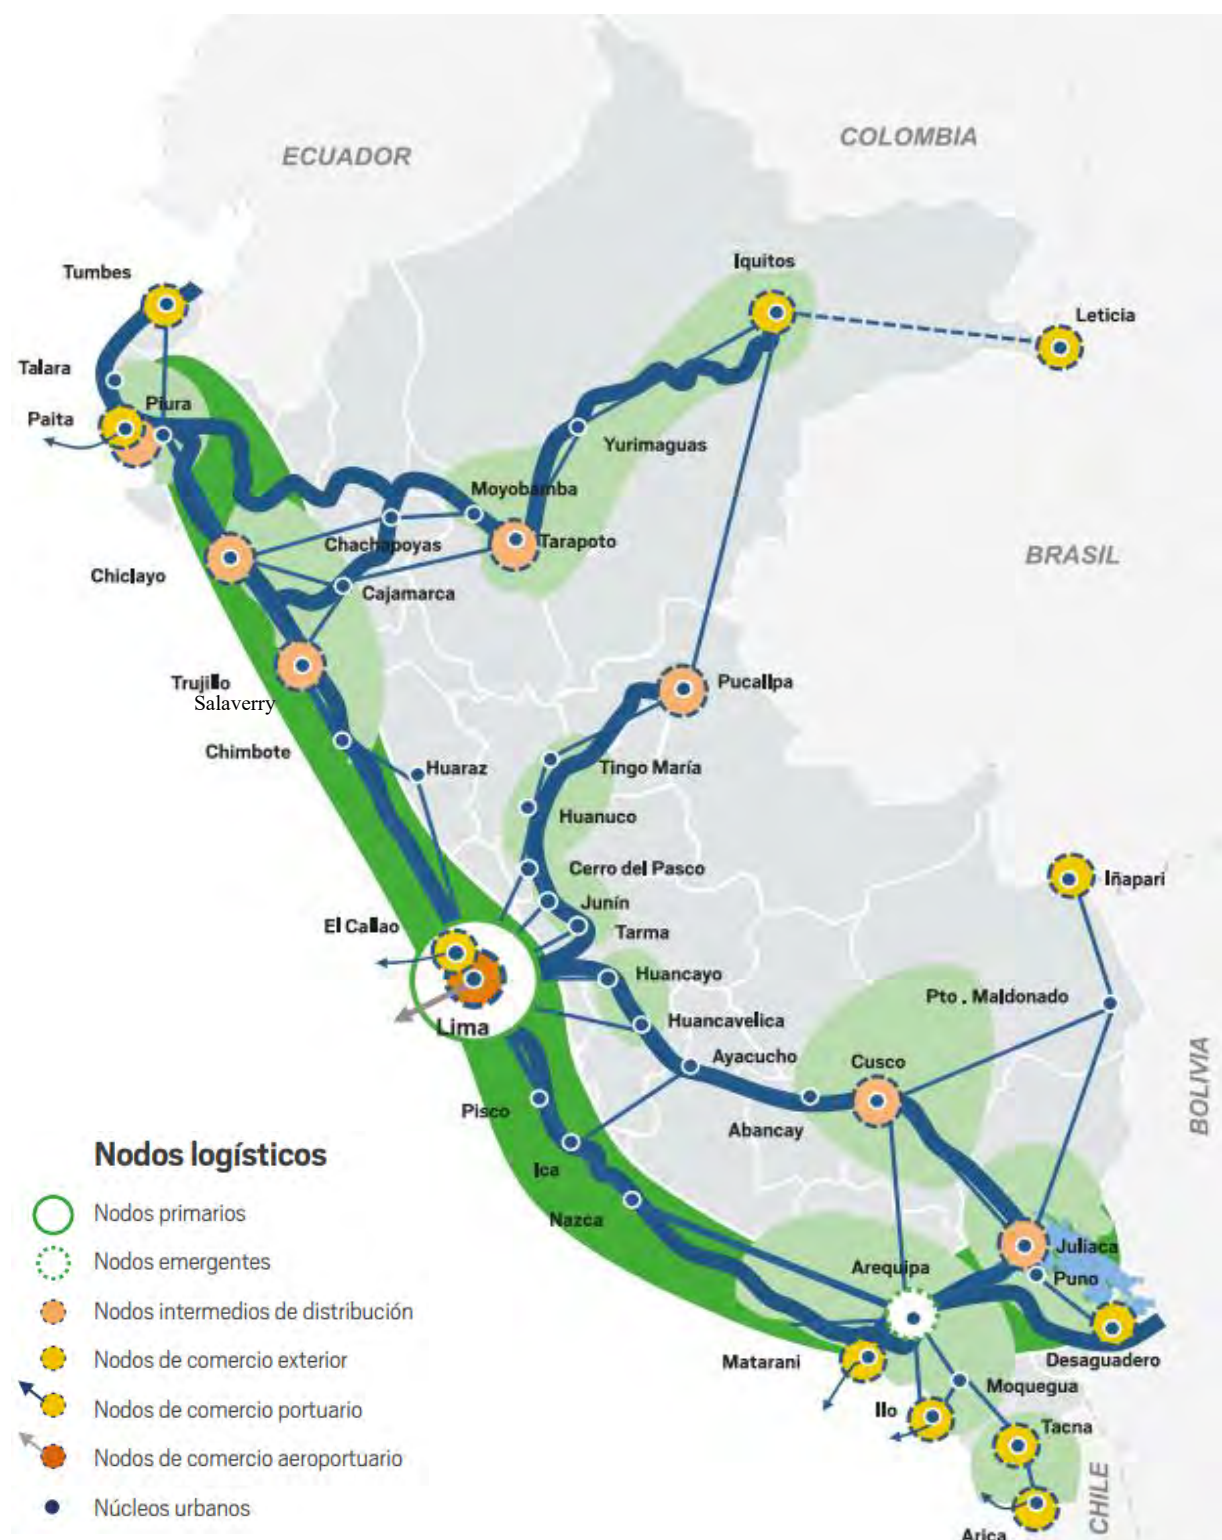 COLOMBIA
ECUADOR
Iquitos
Tumbes
Leticia
Talara
Piura
Paita
Yurimaguas
Moyobamba
Chachapoyas
Tarapoto
BRASIL
Chiclayo
Cajamarca
Trujillo
Salaverry
Pucallpa
Chimbote
Huaraz
Tingo María
Huanuco
Cerro del Pasco
Iñapari
Junín
El Callao
Tarma
Huancayo
Pto. Maldonado
Lima
Huancavelica
Ayacucho
Cusco
BOLIVIA
Pisco
Abancay
Ica
Nazca
Juliaca
Arequipa
Puno
Matarani
Desaguadero
Moquegua
Ilo
Tacna
CHILE
Arica
Nodos logísticos
Nodos primarios
Nodos emergentes
Nodos intermedios de distribución
Nodos de comercio exterior
Nodos de comercio portuario
Nodos de comercio aeroportuario
Núcleos urbanos